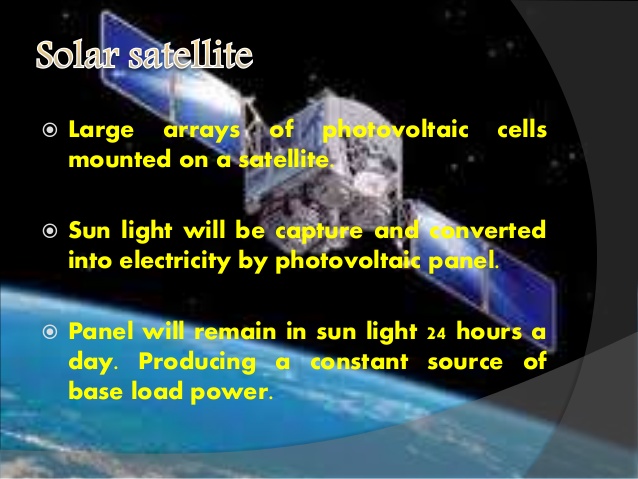 Solar satellite
Large arrays of photovoltaic cells
mounted on a satellite.
Sun light will be capture and converted
into electricity by photovoltaic panel.
Panel will remain in sun light 24 hours a
day. Producing a constant source of
base load power.